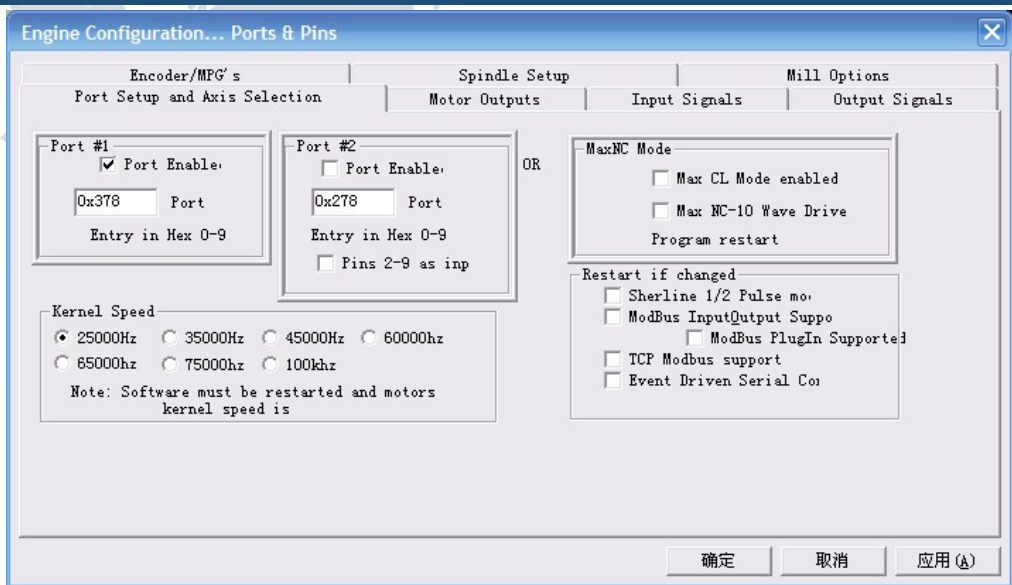 Engine Configuration... Ports & Pins
Encoder/MPG's
Spindle Setup
Mill Options
Port Setup and Axis Selection
Motor Outputs
Input Signals
Output Signals
Port #1
Port Enable
0x378 Port
Entry in Hex 0-9
Port #2
Port Enable
0x278 Port
Entry in Hex 0-9
Pins 2-9 as inp
OR
MaxNC Mode
Max CL Mode enabled
Max NC-10 Wave Drive
Program restart
Kernel Speed
25000Hz 35000Hz 45000Hz 60000hz
65000hz 75000hz 100khz
Note: Software must be restarted and motors
kernel speed is
Restart if changed
Sherline 1/2 Pulse mo
ModBus InputOutput Suppo
ModBus PlugIn Supported
TCP Modbus support
Event Driven Serial Co
确定
取消
应用(A)